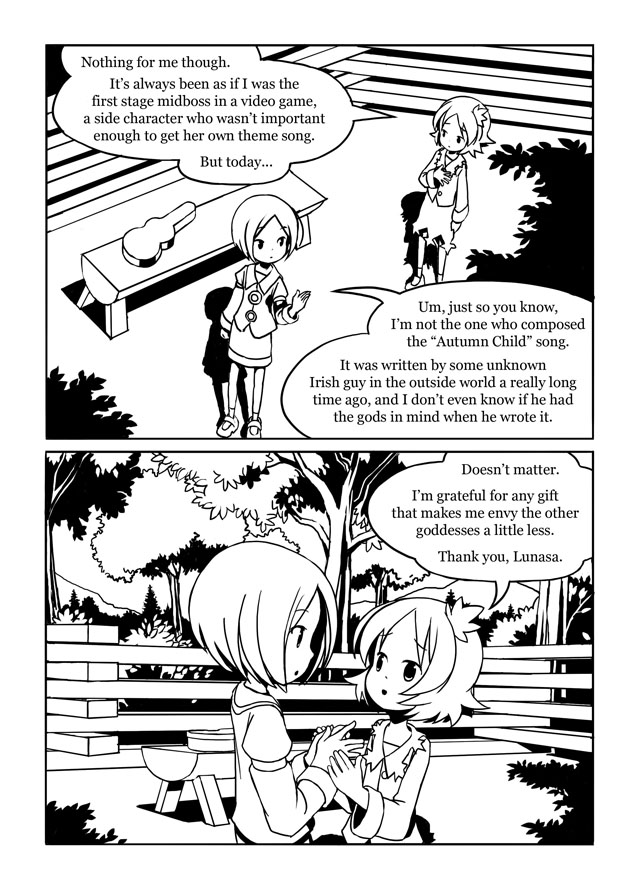 Nothing for me though.
It's always been as if I was the
first stage midboss in a video game,
a side character who wasn't important
enough to get her own theme song.
But today...
Um, just so you know,
I'm not the one who composed
the “Autumn Child” song.
It was written by some unknown
Irish guy in the outside world a really long
time ago, and I don't even know if he had
the gods in mind when he wrote it.
Doesn't matter.
I'm grateful for any gift
that makes me envy the other
goddesses a little less.
Thank you, Lunasa.